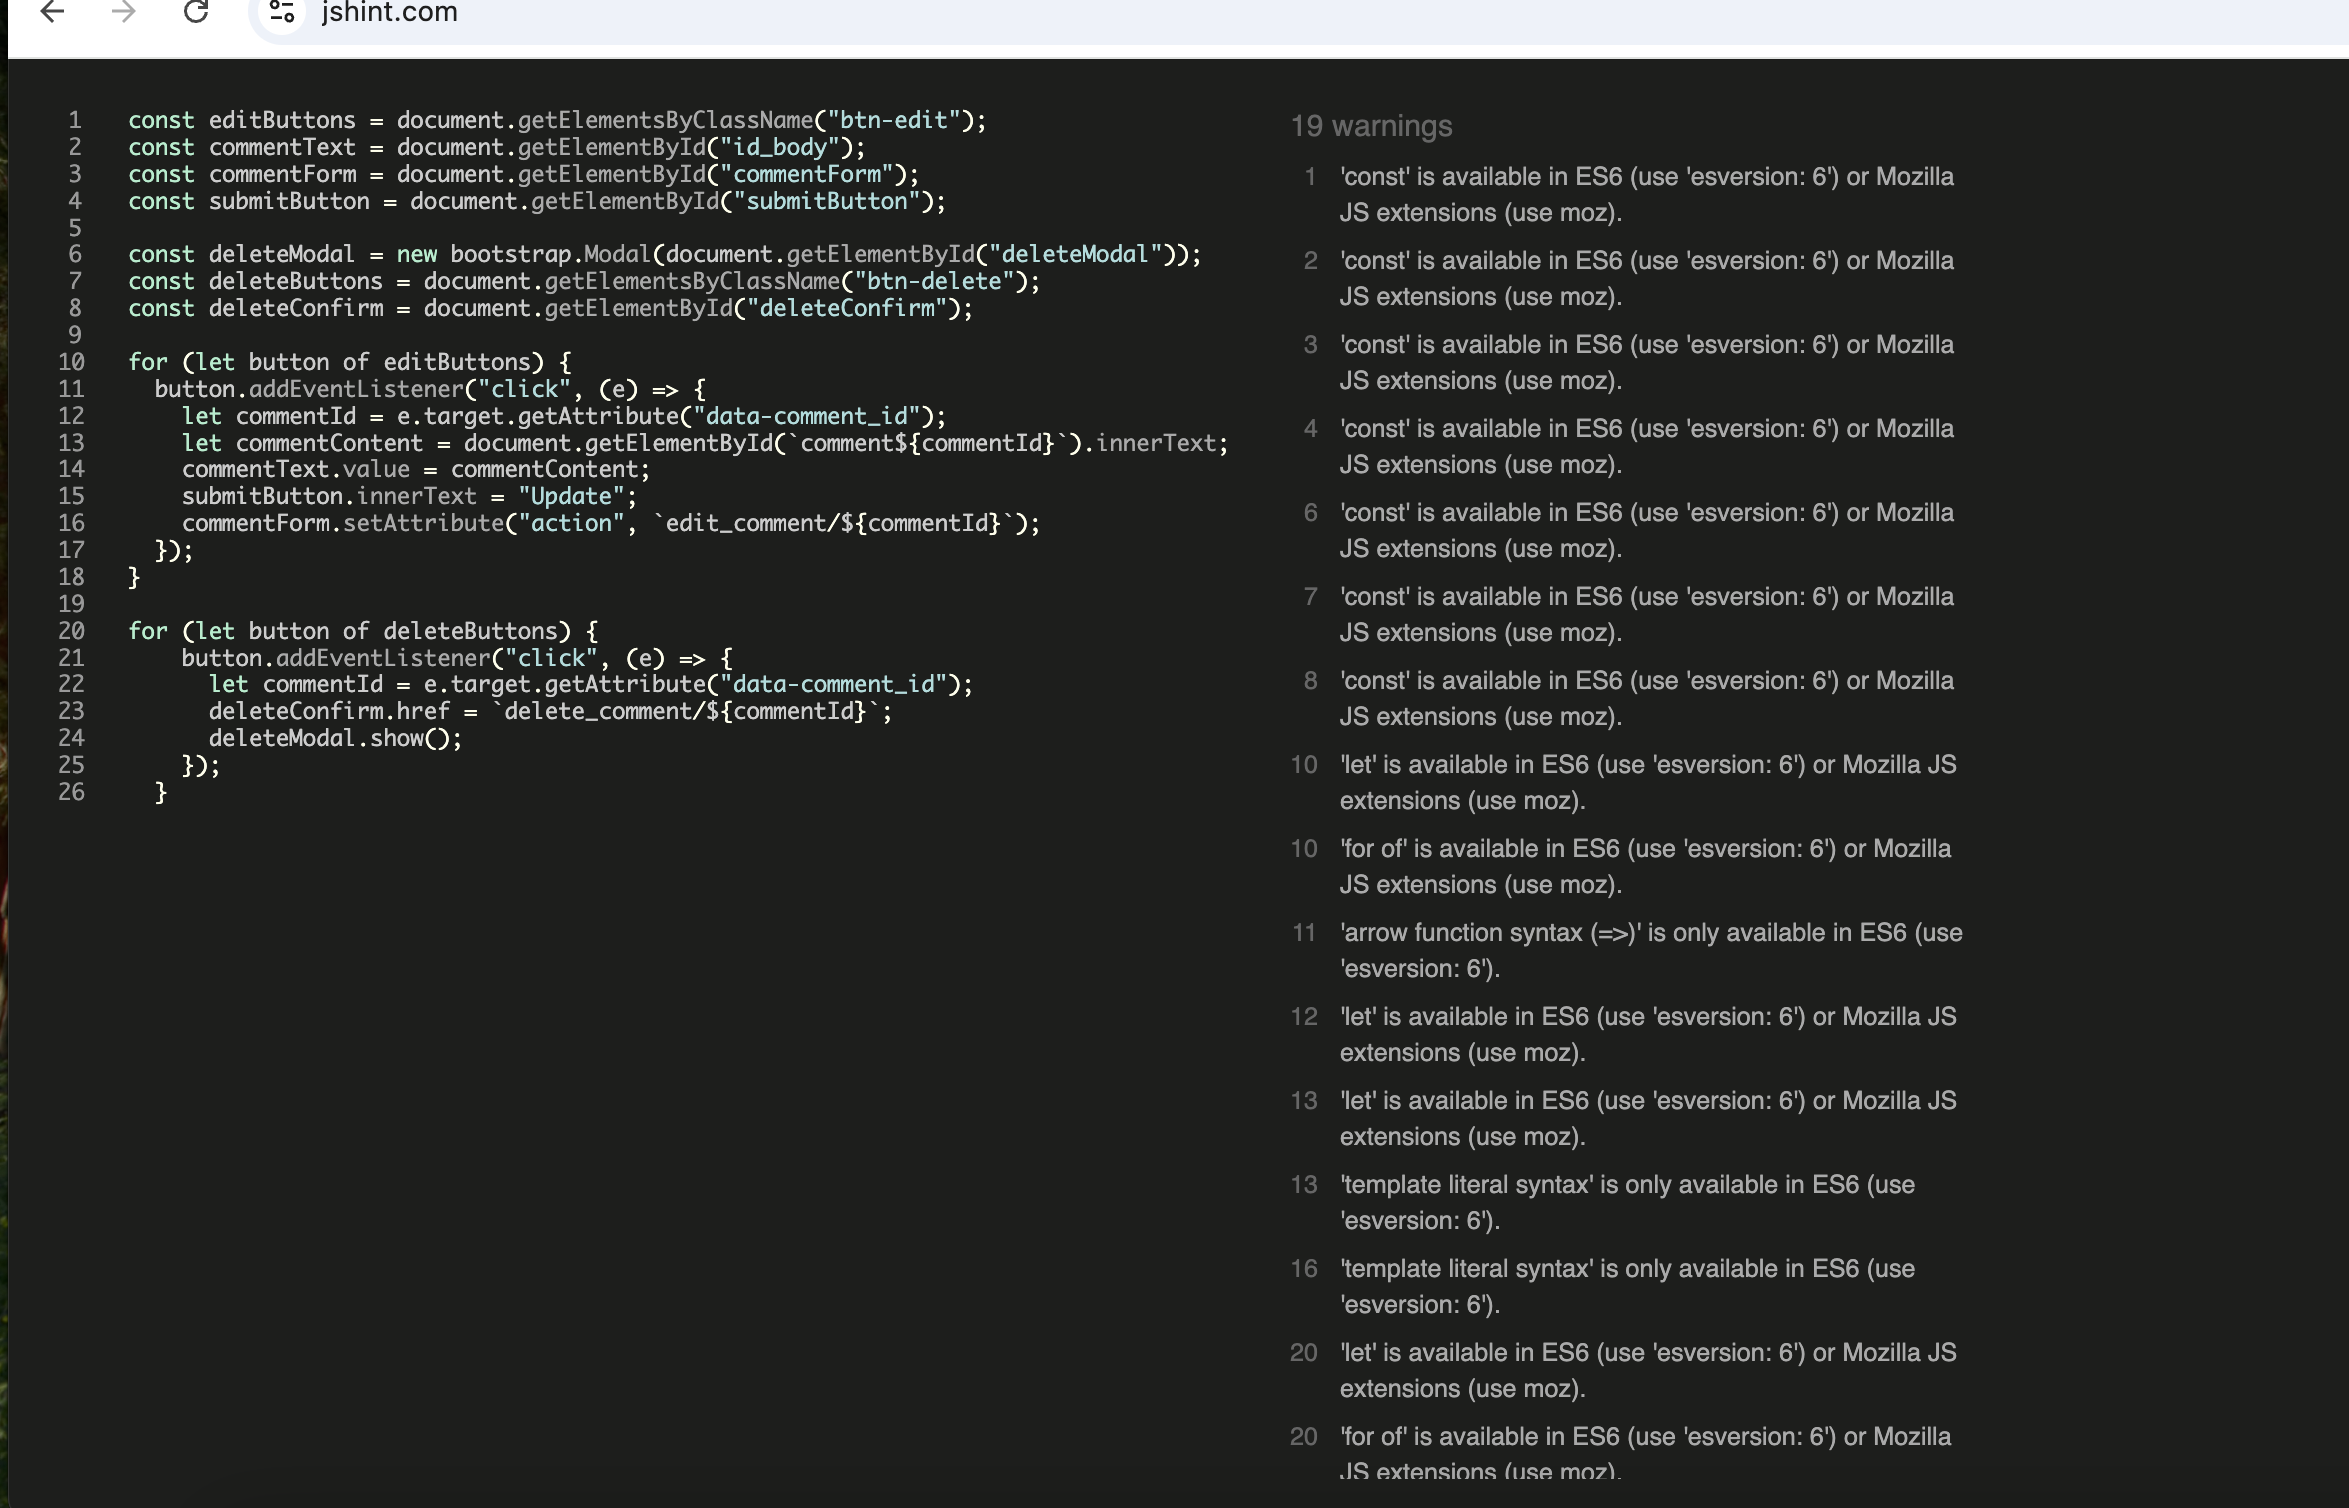 jshint.com
1 const editButtons = document.getElementsByClassName("btn-edit");
2 const commentText = document.getElementById("id_body");
3 const commentForm = document.getElementById("commentForm");
4 const submitButton = document.getElementById("submitButton");
5
6 const deleteModal = new bootstrap.Modal(document.getElementById("deleteModal"));
7 const deleteButtons = document.getElementsByClassName("btn-delete");
8 const deleteConfirm = document.getElementById("deleteConfirm");
9
10 for (let button of editButtons) {
11   button.addEventListener("click", (e) => {
12     let commentId = e.target.getAttribute("data-comment_id");
13     let commentContent = document.getElementById(`comment${commentId}`).innerText;
14     commentText.value = commentContent;
15     submitButton.innerText = "Update";
16     commentForm.setAttribute("action", `edit_comment/${commentId}`);
17   });
18 }
19
20 for (let button of deleteButtons) {
21     button.addEventListener("click", (e) => {
22       let commentId = e.target.getAttribute("data-comment_id");
23       deleteConfirm.href = `delete_comment/${commentId}`;
24       deleteModal.show();
25     });
26   }
19 warnings
1 'const' is available in ES6 (use 'esversion: 6') or Mozilla
JS extensions (use moz).
2 'const' is available in ES6 (use 'esversion: 6') or Mozilla
JS extensions (use moz).
3 'const' is available in ES6 (use 'esversion: 6') or Mozilla
JS extensions (use moz).
4 'const' is available in ES6 (use 'esversion: 6') or Mozilla
JS extensions (use moz).
6 'const' is available in ES6 (use 'esversion: 6') or Mozilla
JS extensions (use moz).
7 'const' is available in ES6 (use 'esversion: 6') or Mozilla
JS extensions (use moz).
8 'const' is available in ES6 (use 'esversion: 6') or Mozilla
JS extensions (use moz).
10 'let' is available in ES6 (use 'esversion: 6') or Mozilla JS
extensions (use moz).
10 'for of' is available in ES6 (use 'esversion: 6') or Mozilla
JS extensions (use moz).
11 'arrow function syntax (=>)' is only available in ES6 (use
'esversion: 6').
12 'let' is available in ES6 (use 'esversion: 6') or Mozilla JS
extensions (use moz).
13 'let' is available in ES6 (use 'esversion: 6') or Mozilla JS
extensions (use moz).
13 'template literal syntax' is only available in ES6 (use
'esversion: 6').
16 'template literal syntax' is only available in ES6 (use
'esversion: 6').
20 'let' is available in ES6 (use 'esversion: 6') or Mozilla JS
extensions (use moz).
20 'for of' is available in ES6 (use 'esversion: 6') or Mozilla
JS extensions (use moz).